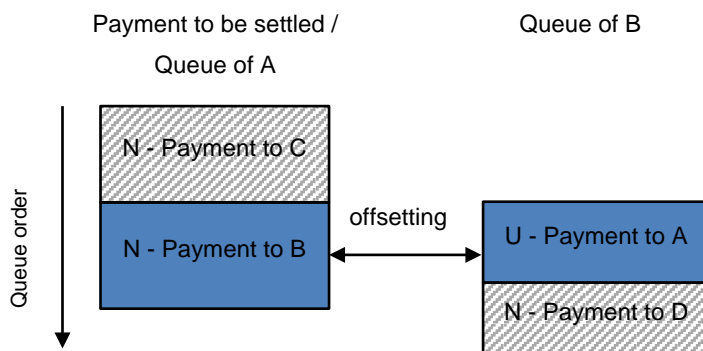 Payment to be settled /
Queue of A
Queue of B
Queue order
N - Payment to C
N - Payment to B
offsetting
U - Payment to A
N - Payment to D